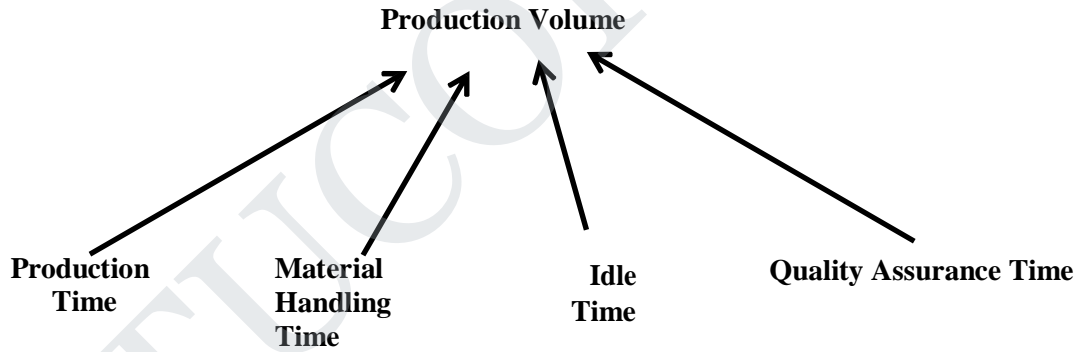 Production Volume
Production
Time
Material
Handling
Time
Idle
Time
Quality Assurance Time